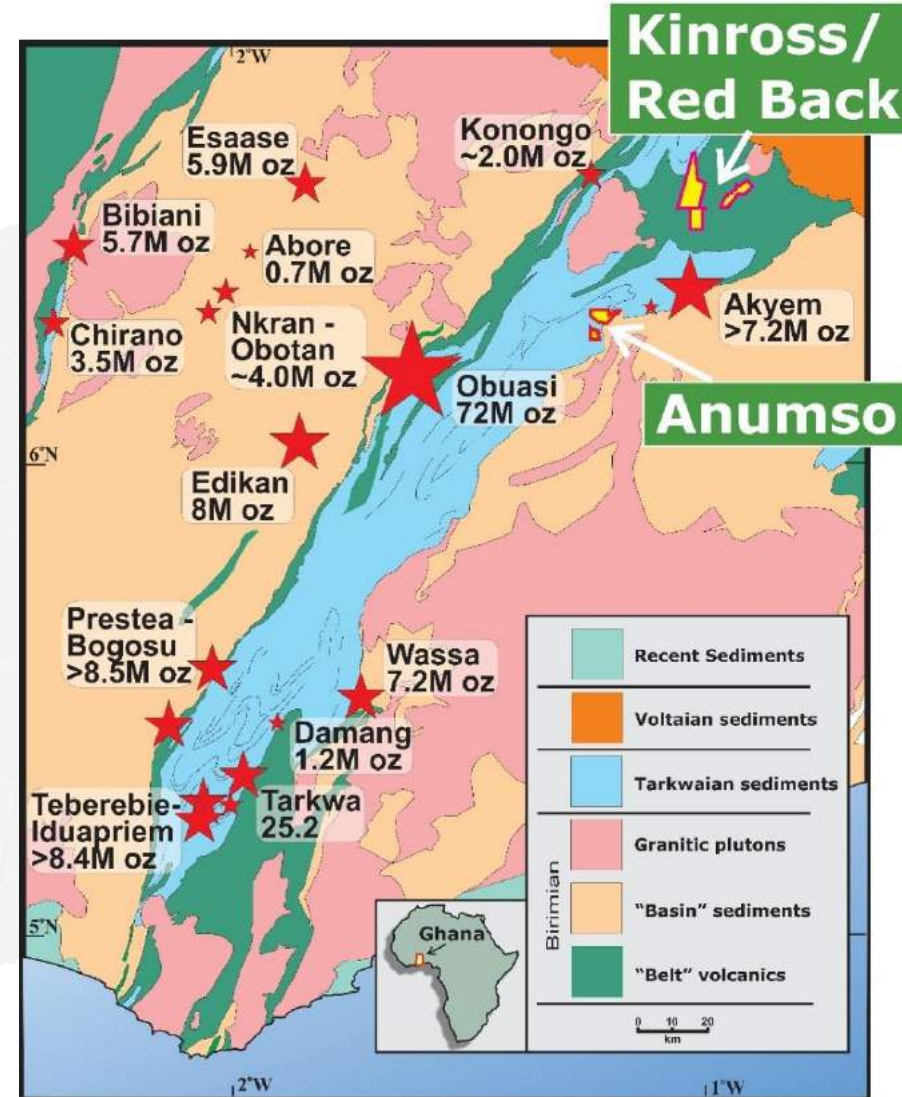 Kinross/
Red Back
2°W
Esaase
5.9M oz
Konongo
~2.0M oz
Bibiani
5.7M oz
Abore
0.7M oz
Chirano
3.5M oz
Nkran -
Obotan
~4.0M oz
Akyem
>7.2M oz
Obuasi
72M oz
Anumso
6°N
Edikan
8M oz
Prestea -
Bogosu
>8.5M oz
Wassa
7.2M oz
Damang
1.2M oz
Teberebie-
Iduapriem
>8.4M oz
Tarkwa
25.2
5°N
Ghana
Recent Sediments
Voltaian sediments
Tarkwaian sediments
Birimian
Granitic plutons
"Basin" sediments
"Belt" volcanics
0 10 20
km
2°W
1°W